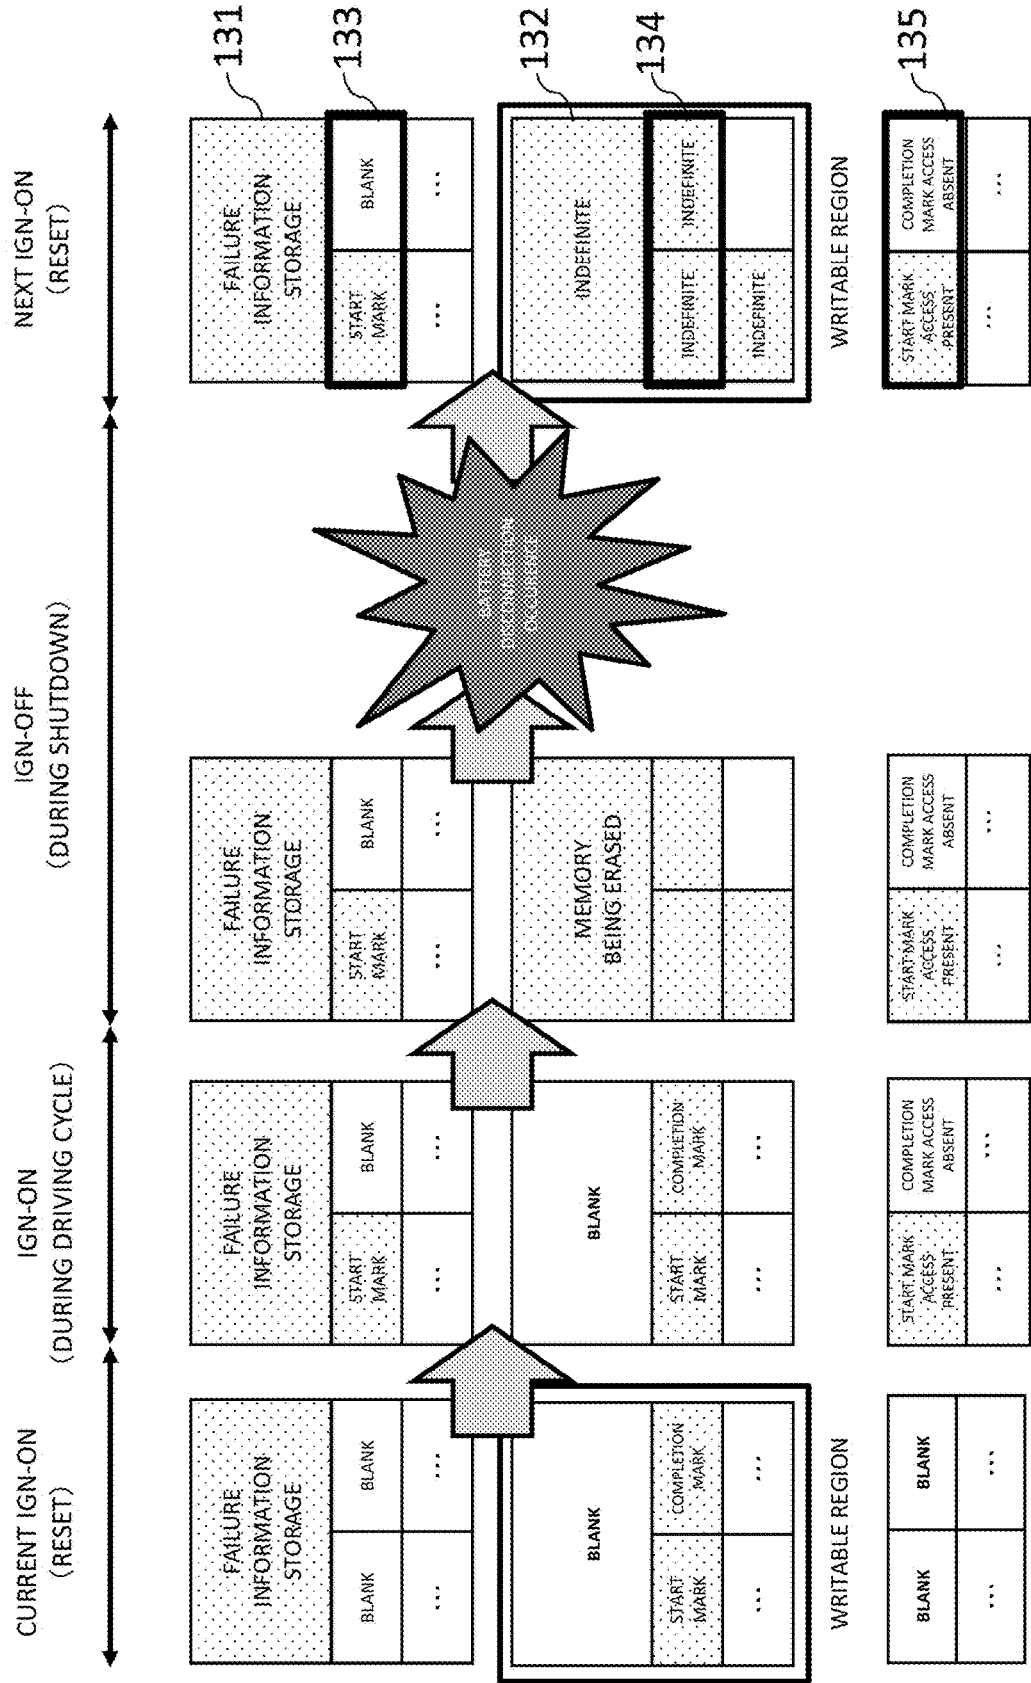 CURRENT IGN-ON
(RESET)
IGN-ON
(DURING DRIVING CYCLE)
IGN-OFF
(DURING SHUTDOWN)
NEXT IGN-ON
(RESET)
FAILURE
INFORMATION
STORAGE
BLANK
BLANK
...
...
FAILURE
INFORMATION
STORAGE
START
MARK
BLANK
...
...
FAILURE
INFORMATION
STORAGE
START
MARK
BLANK
...
...
FAILURE
INFORMATION
STORAGE
START
MARK
BLANK
...
...
131
133
BLANK
START
MARK
COMPLETION
MARK
...
...
BLANK
START
MARK
COMPLETION
MARK
...
...
MEMORY
BEING ERASED
BATTERY
DISCONNECTION
INDEFINITE
INDEFINITE
INDEFINITE
INDEFINITE
132
134
WRITABLE REGION
WRITABLE REGION
BLANK
BLANK
...
...
START MARK
ACCESS
PRESENT
COMPLETION
MARK ACCESS
ABSENT
...
...
START MARK
ACCESS
PRESENT
COMPLETION
MARK ACCESS
ABSENT
...
...
START MARK
ACCESS
PRESENT
COMPLETION
MARK ACCESS
ABSENT
...
...
135